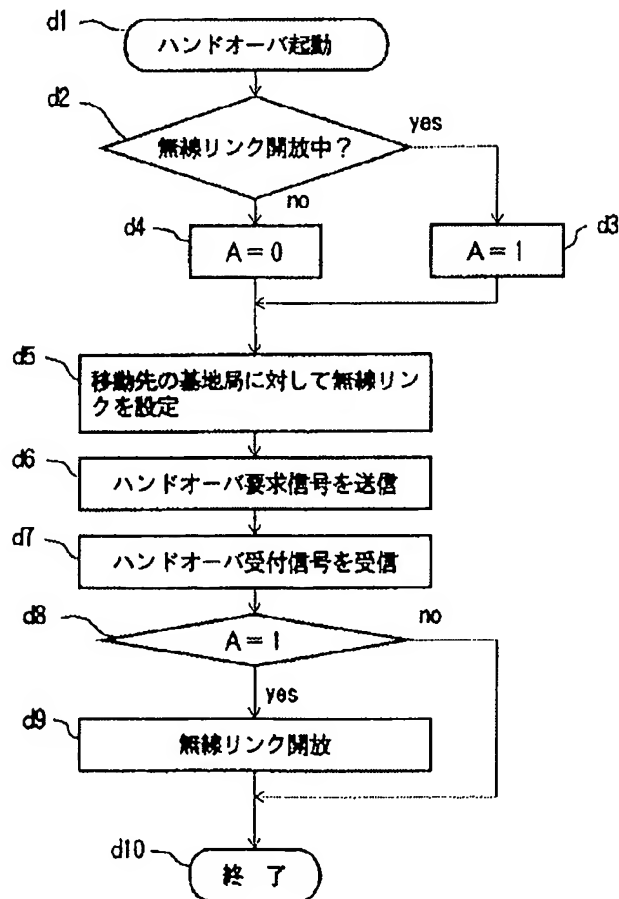 d1
ハンドオーバ起動
d2
無線リンク開放中？
yes
no
d4
A＝0
A＝1
d3
d5
移動先の基地局に対して無線リン
クを設定
d6
ハンドオーバ要求信号を送信
d7
ハンドオーバ受付信号を受信
d8
A＝1
no
yes
d9
無線リンク開放
d10
終 了